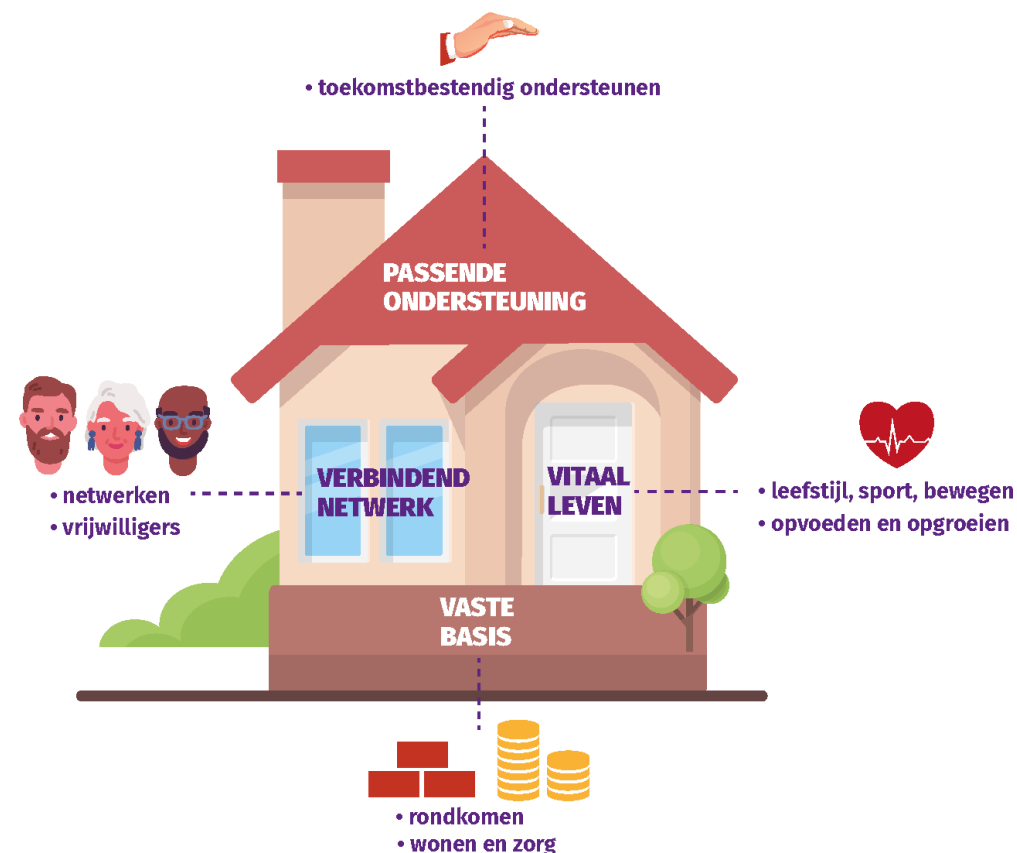 • toekomstbestendig ondersteunen
PASSENDE
ONDERSTEUNING
VERBINDEND
NETWERK
VITAAL
LEVEN
• netwerken
• vrijwilligers
• leefstijl, sport, bewegen
• opvoeden en opgroeien
VASTE
BASIS
• rondkomen
• wonen en zorg